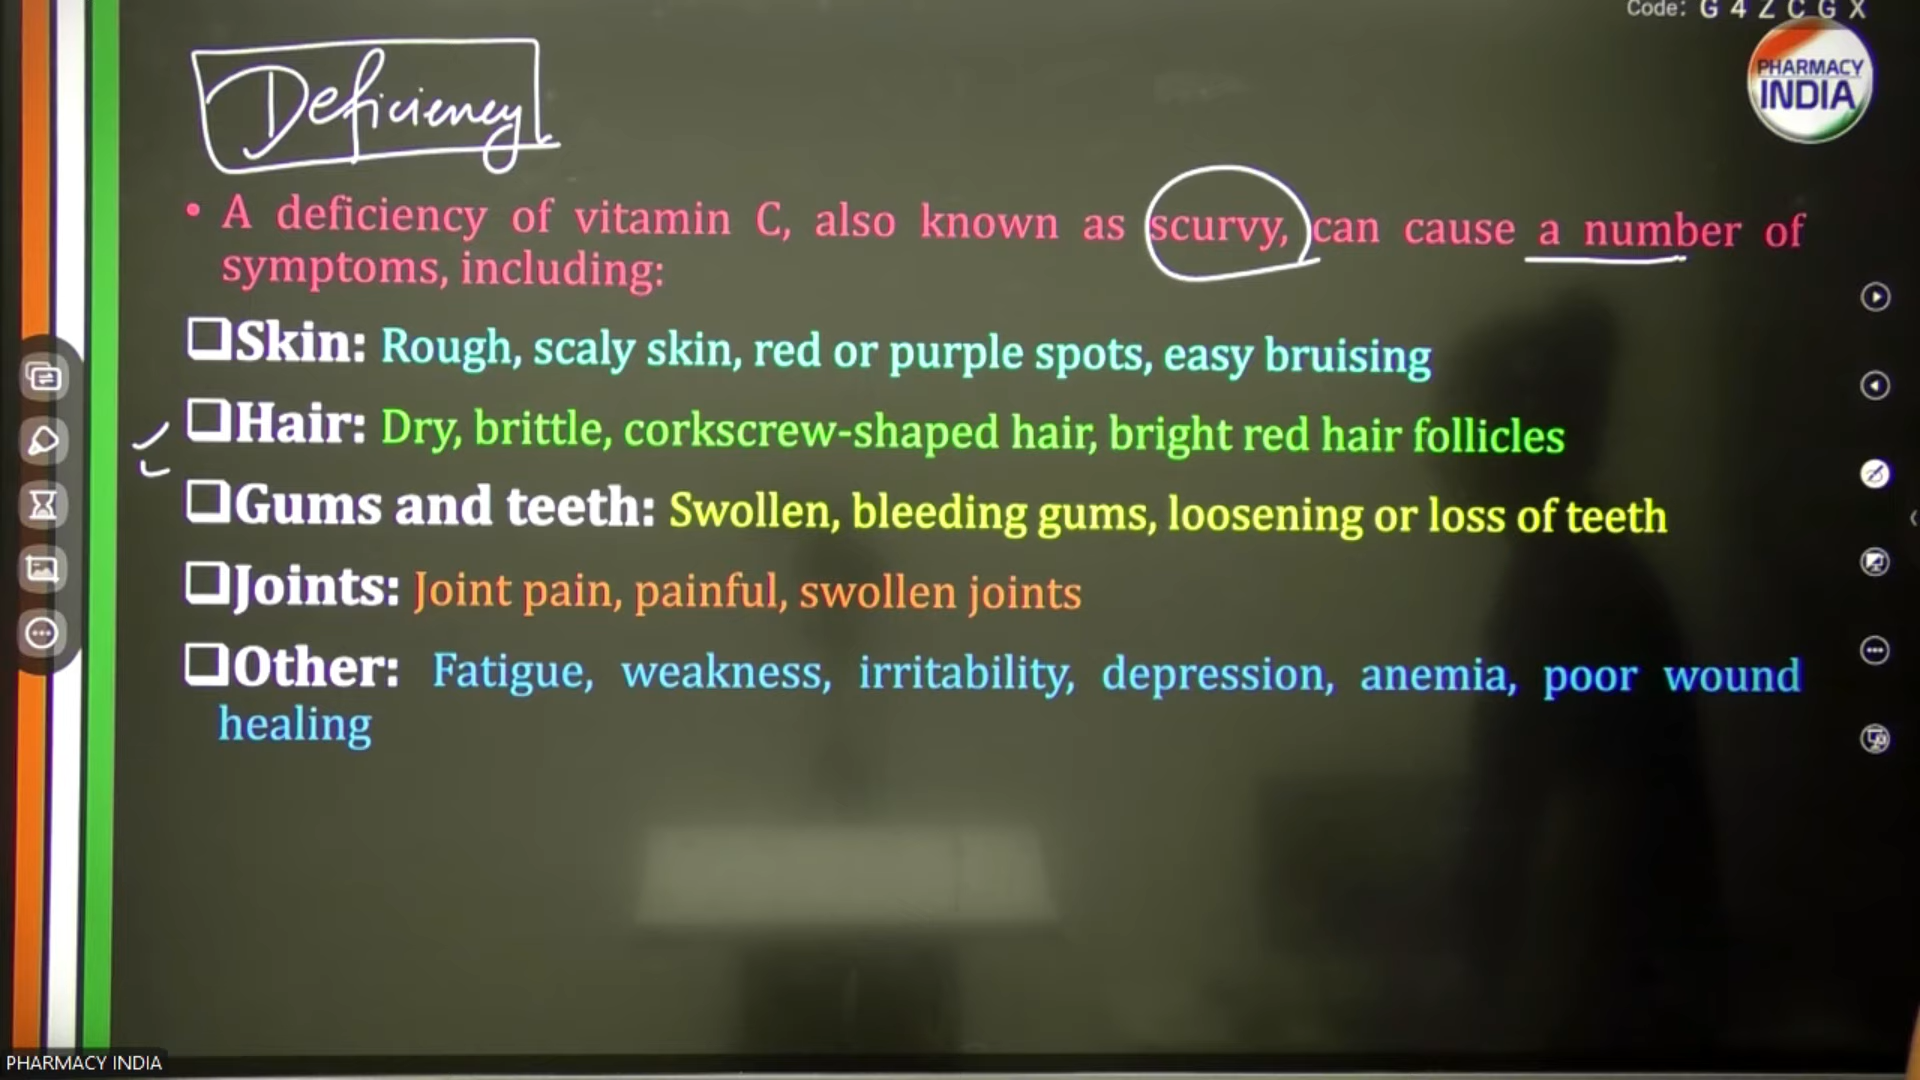 Code: G 4 Z C G X
PHARMACY
INDIA
Deficiency
• A deficiency of vitamin C, also known as scurvy, can cause a number of
symptoms, including:
❑Skin: Rough, scaly skin, red or purple spots, easy bruising
❑Hair: Dry, brittle, corkscrew-shaped hair, bright red hair follicles
❑Gums and teeth: Swollen, bleeding gums, loosening or loss of teeth
❑Joints: Joint pain, painful, swollen joints
❑Other: Fatigue, weakness, irritability, depression, anemia, poor wound
healing
PHARMACY INDIA